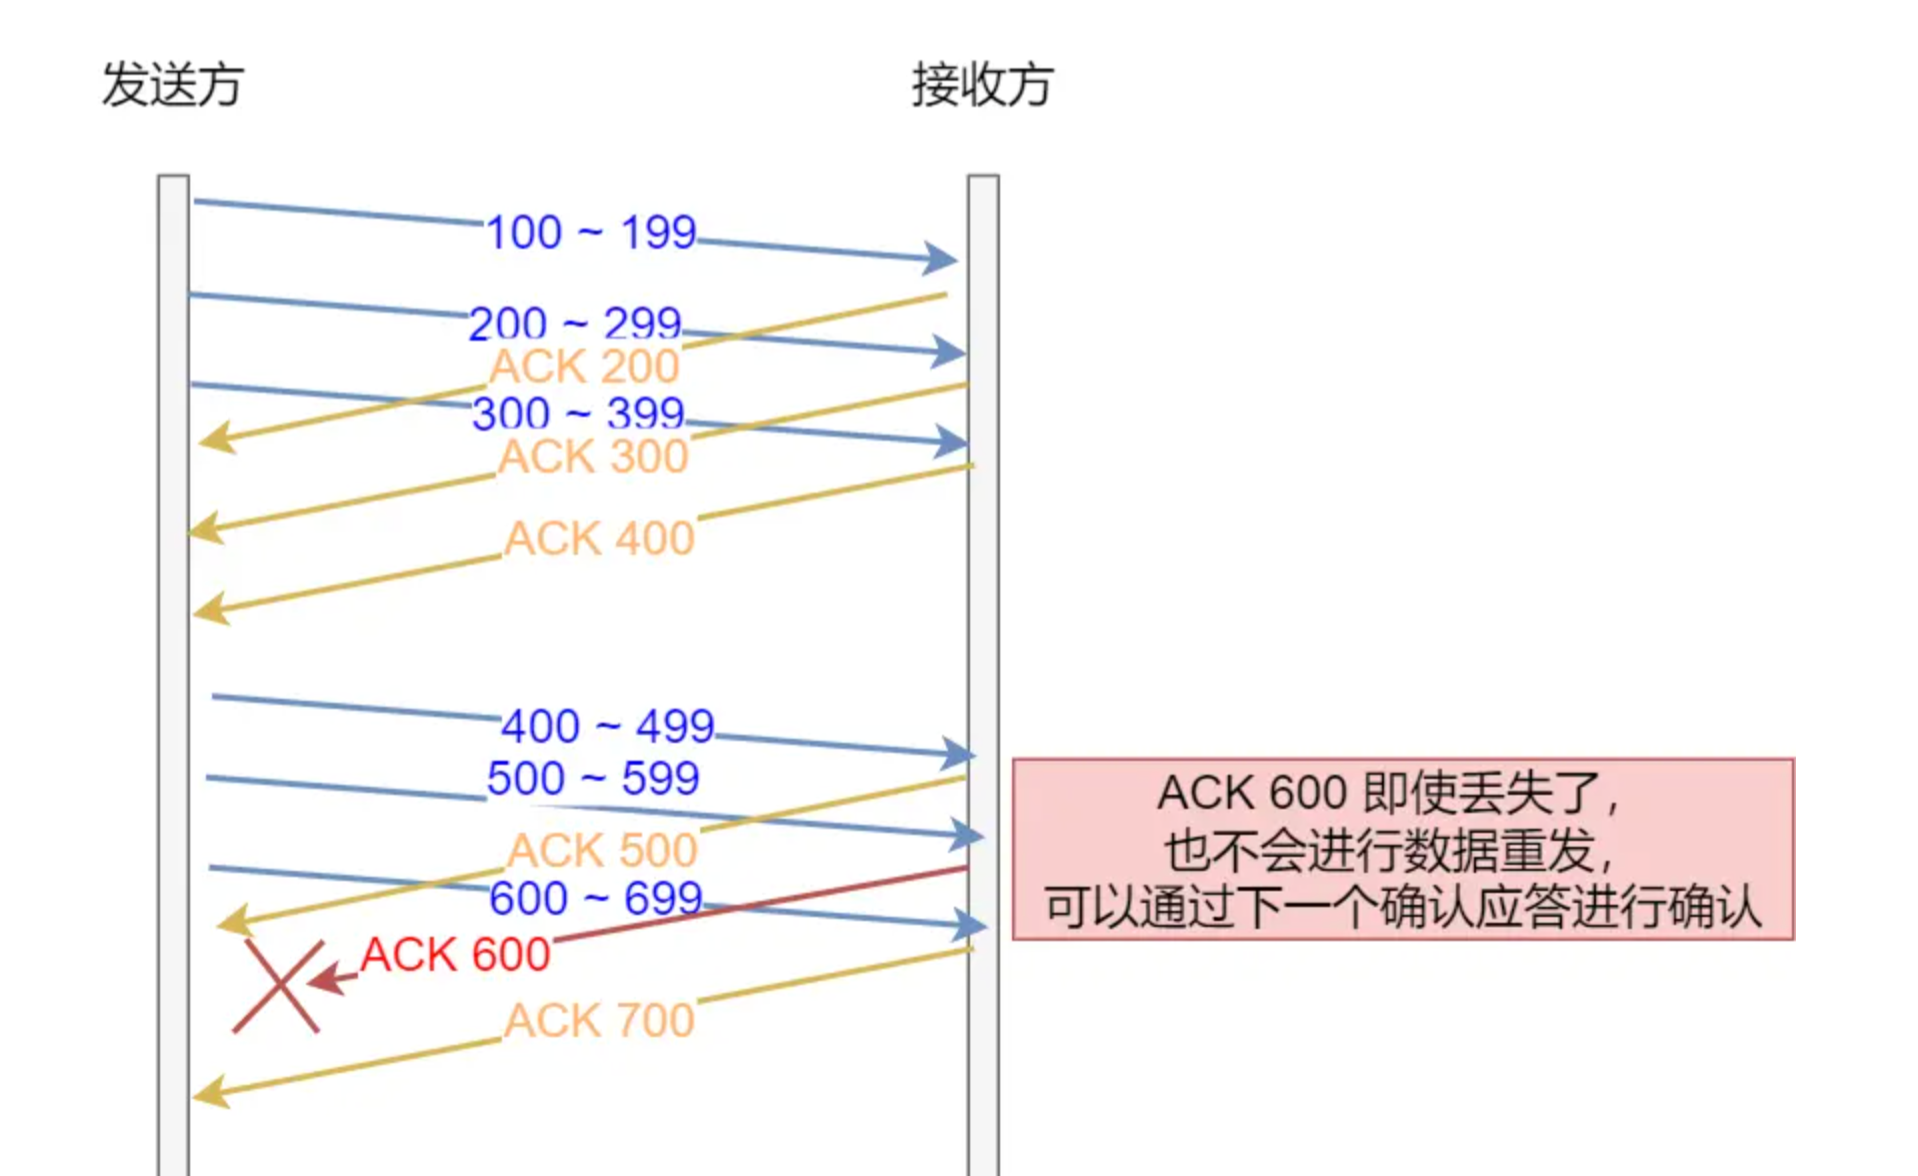 发送方
接收方
100 ~ 199
200 ~ 299
ACK 200
300 ~ 399
ACK 300
ACK 400
400 ~ 499
500 ~ 599
ACK 500
600 ~ 699
ACK 600
ACK 700
ACK 600 即使丢失了，
也不会进行数据重发，
可以通过下一个确认应答进行确认